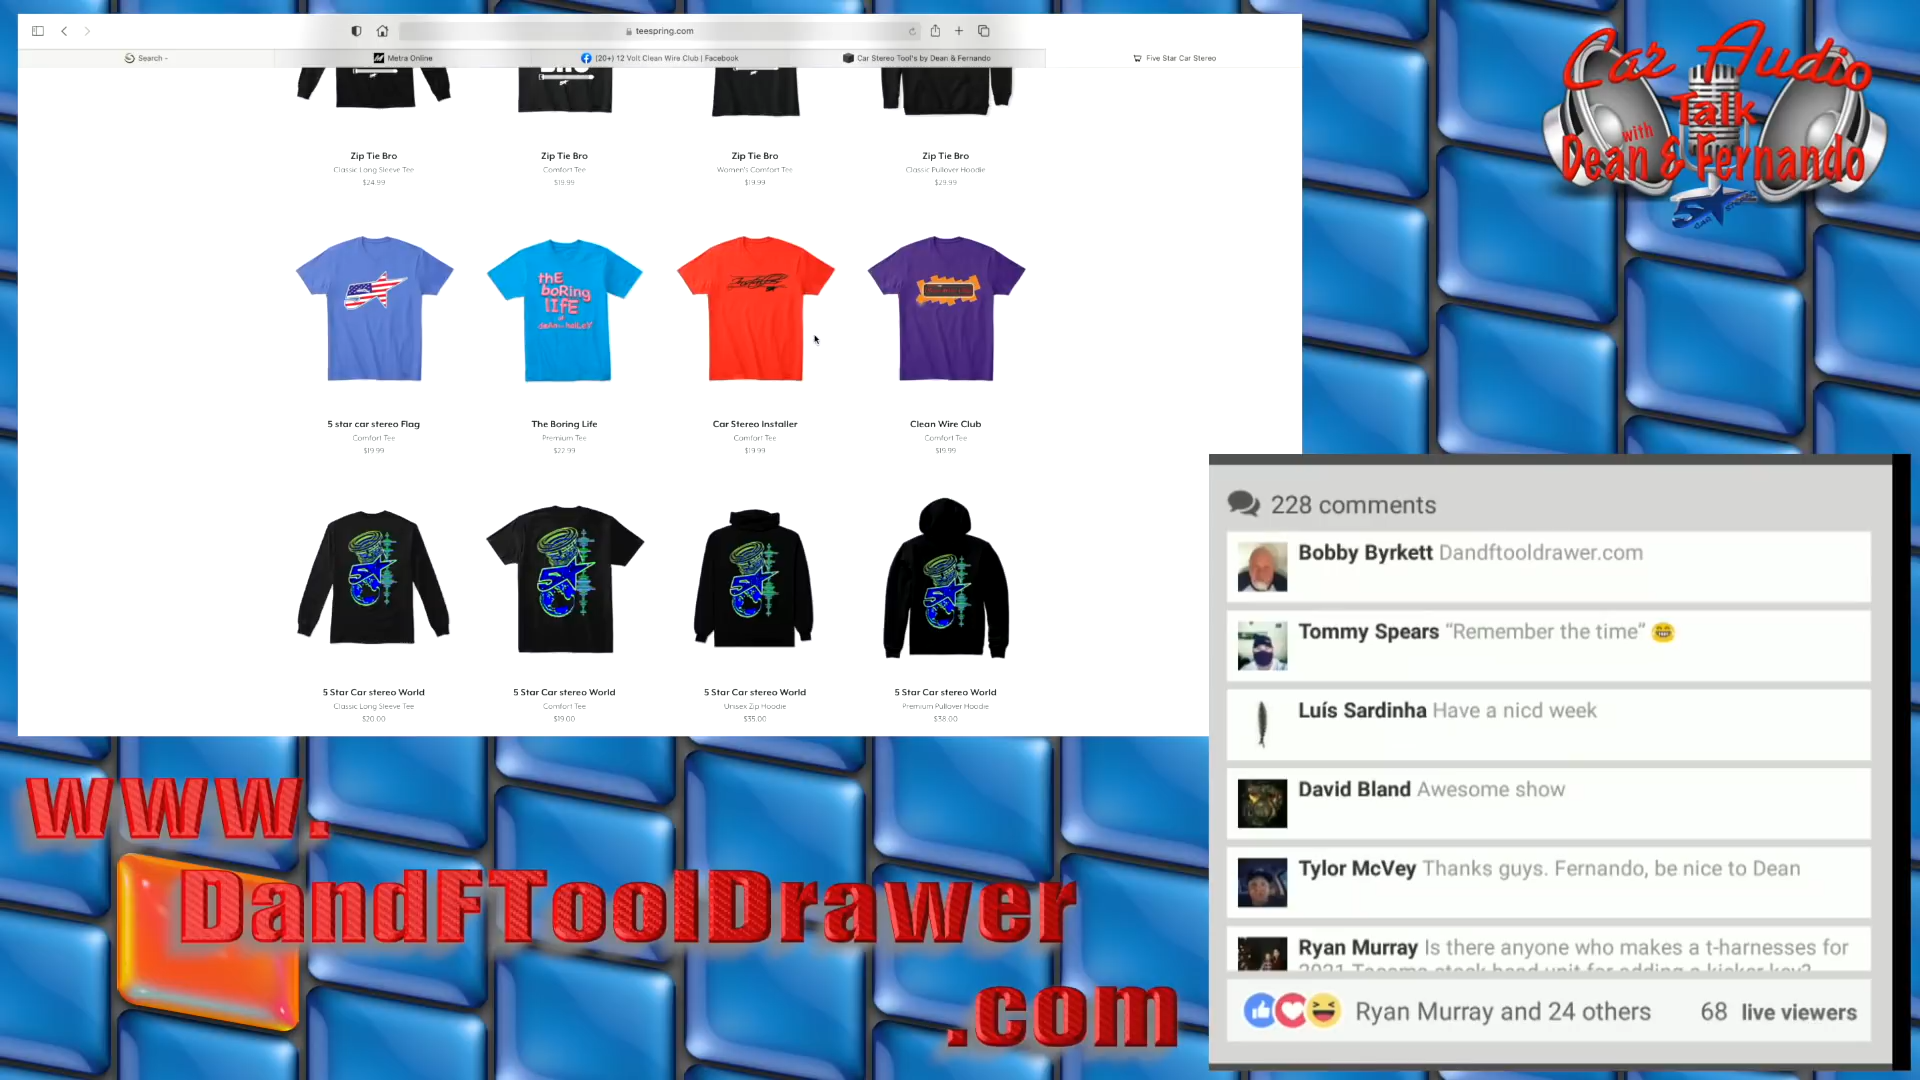 teespring.com
Search -
Metra Online
(20+) 12 Volt Clean Wire Club | Facebook
Car Stereo Tool's by Dean & Fernando
Five Star Car Stereo
Car Audio
Talk
with
Dean & Fernando
Zip Tie Bro
Classic Long Sleeve Tee
$24.99
Zip Tie Bro
Comfort Tee
$19.99
Zip Tie Bro
Women's Comfort Tee
$19.99
Zip Tie Bro
Classic Pullover Hoodie
$29.99
thE
boRing
LIFE
5 star car stereo Flag
Comfort Tee
$19.99
The Boring Life
Premium Tee
$22.99
Car Stereo Installer
Comfort Tee
$19.99
Clean Wire Club
Comfort Tee
$19.99
5 Star Car stereo World
Classic Long Sleeve Tee
$20.00
5 Star Car stereo World
Comfort Tee
$19.00
5 Star Car stereo World
Unisex Zip Hoodie
$35.00
5 Star Car stereo World
Premium Pullover Hoodie
$38.00
228 comments
Bobby Byrkett Dandftooldrawer.com
Tommy Spears “Remember the time” 😁
Luís Sardinha Have a nicd week
David Bland Awesome show
Tylor McVey Thanks guys. Fernando, be nice to Dean
Ryan Murray Is there anyone who makes a t-harnesses for
Ryan Murray and 24 others
68 live viewers
www.
DandFToolDrawer
.com